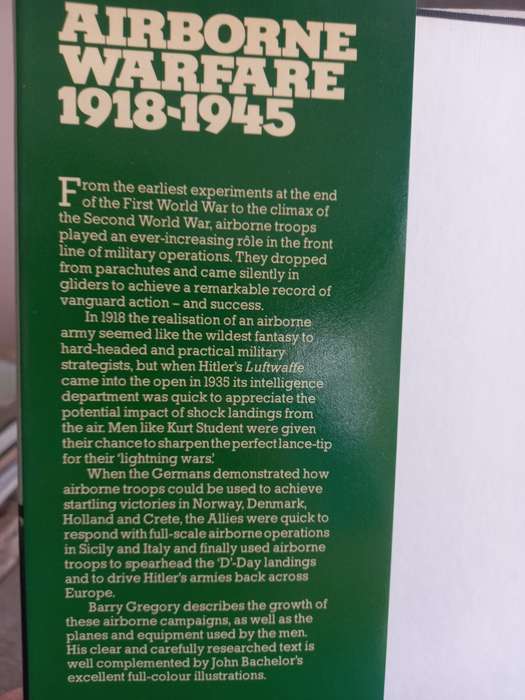 AIRBORNE
WARFARE
1918-1945
From the earliest experiments at the end
of the First World War to the climax of
the Second World War, airborne troops
played an ever-increasing rôle in the front
line of military operations. They dropped
from parachutes and came silently in
gliders to achieve a remarkable record of
vanguard action – and success.
In 1918 the realisation of an airborne
army seemed like the wildest fantasy to
hard-headed and practical military
strategists, but when Hitler's Luftwaffe
came into the open in 1935 its intelligence
department was quick to appreciate the
potential impact of shock landings from
the air. Men like Kurt Student were given
their chance to sharpen the perfect lance-tip
for their 'lightning wars'.
When the Germans demonstrated how
airborne troops could be used to achieve
startling victories in Norway, Denmark,
Holland and Crete, the Allies were quick to
respond with full-scale airborne operations
in Sicily and Italy and finally used airborne
troops to spearhead the 'D'-Day landings
and to drive Hitler's armies back across
Europe.
Barry Gregory describes the growth of
these airborne campaigns, as well as the
planes and equipment used by the men.
His clear and carefully researched text is
well complemented by John Bachelor's
excellent full-colour illustrations.